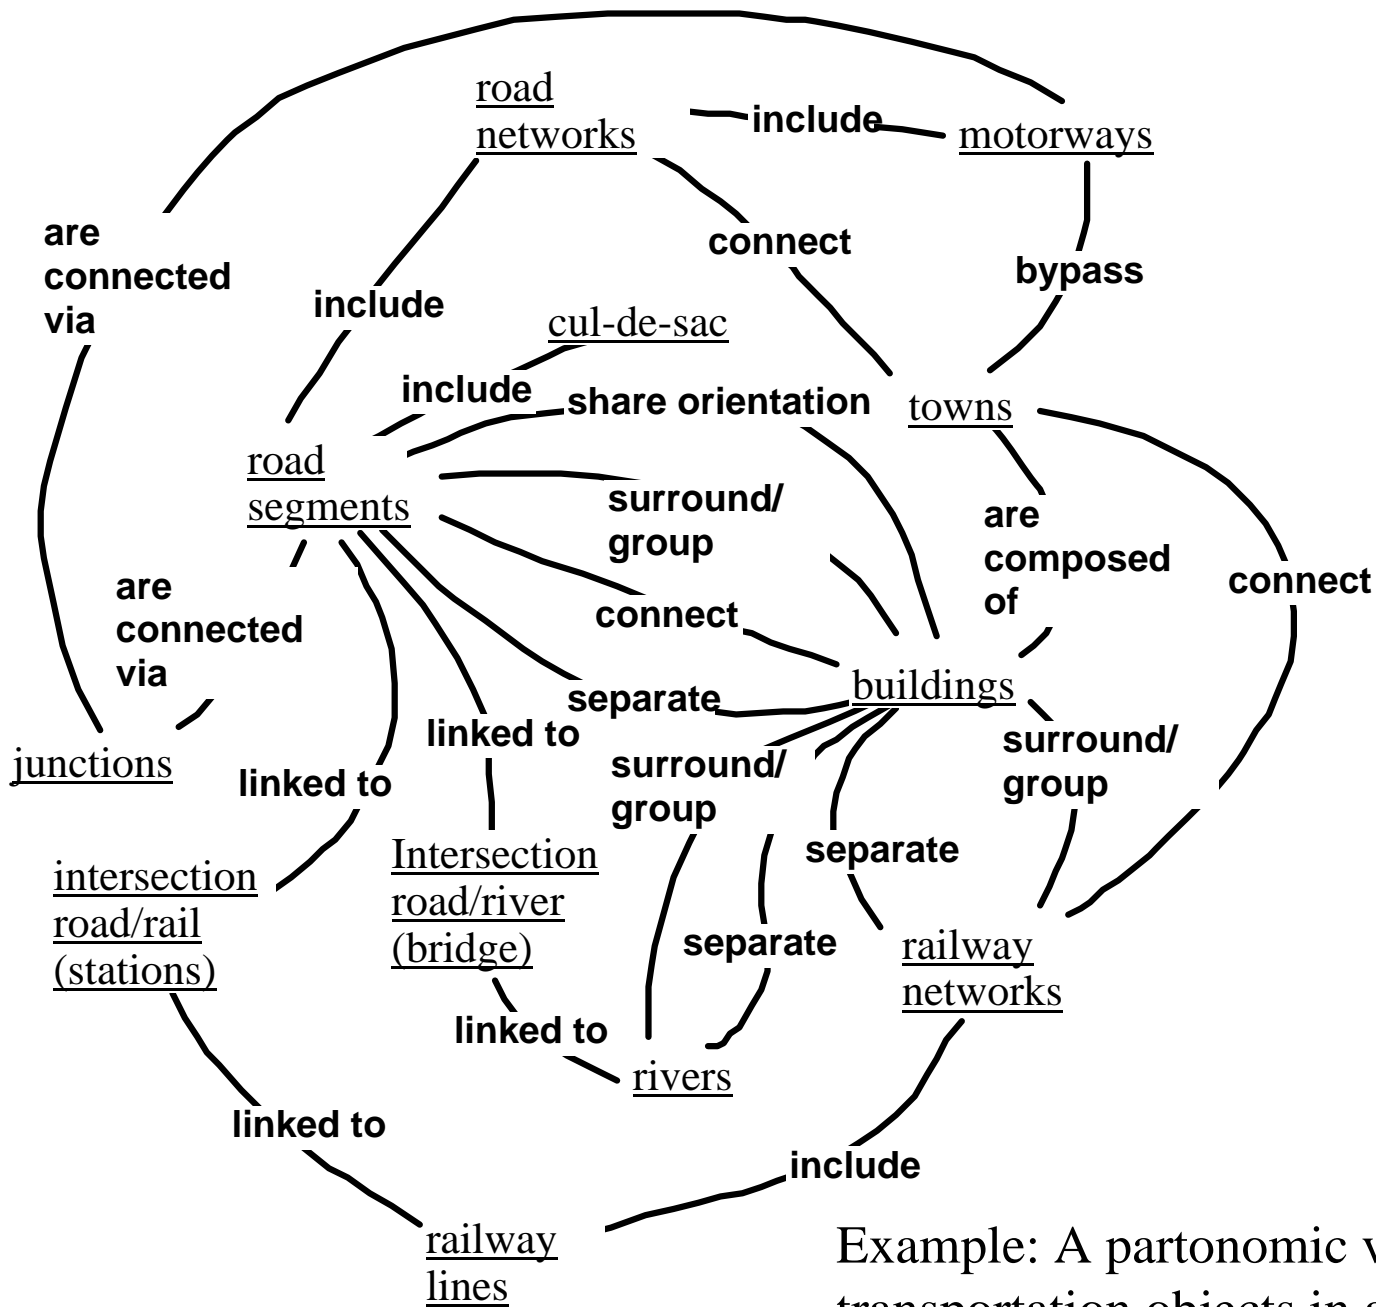 road
networks
include
motorways
are
connected
via
connect
bypass
include
cul-de-sac
include
share orientation
towns
road
segments
surround/
group
are
composed
of
are
connected
via
connect
connect
separate
buildings
linked to
junctions
linked to
surround/
group
surround/
group
separate
Intersection
road/river
(bridge)
intersection
road/rail
(stations)
separate
railway
networks
linked to
rivers
linked to
include
railway
lines
Example: A partonomic
transportation objects in